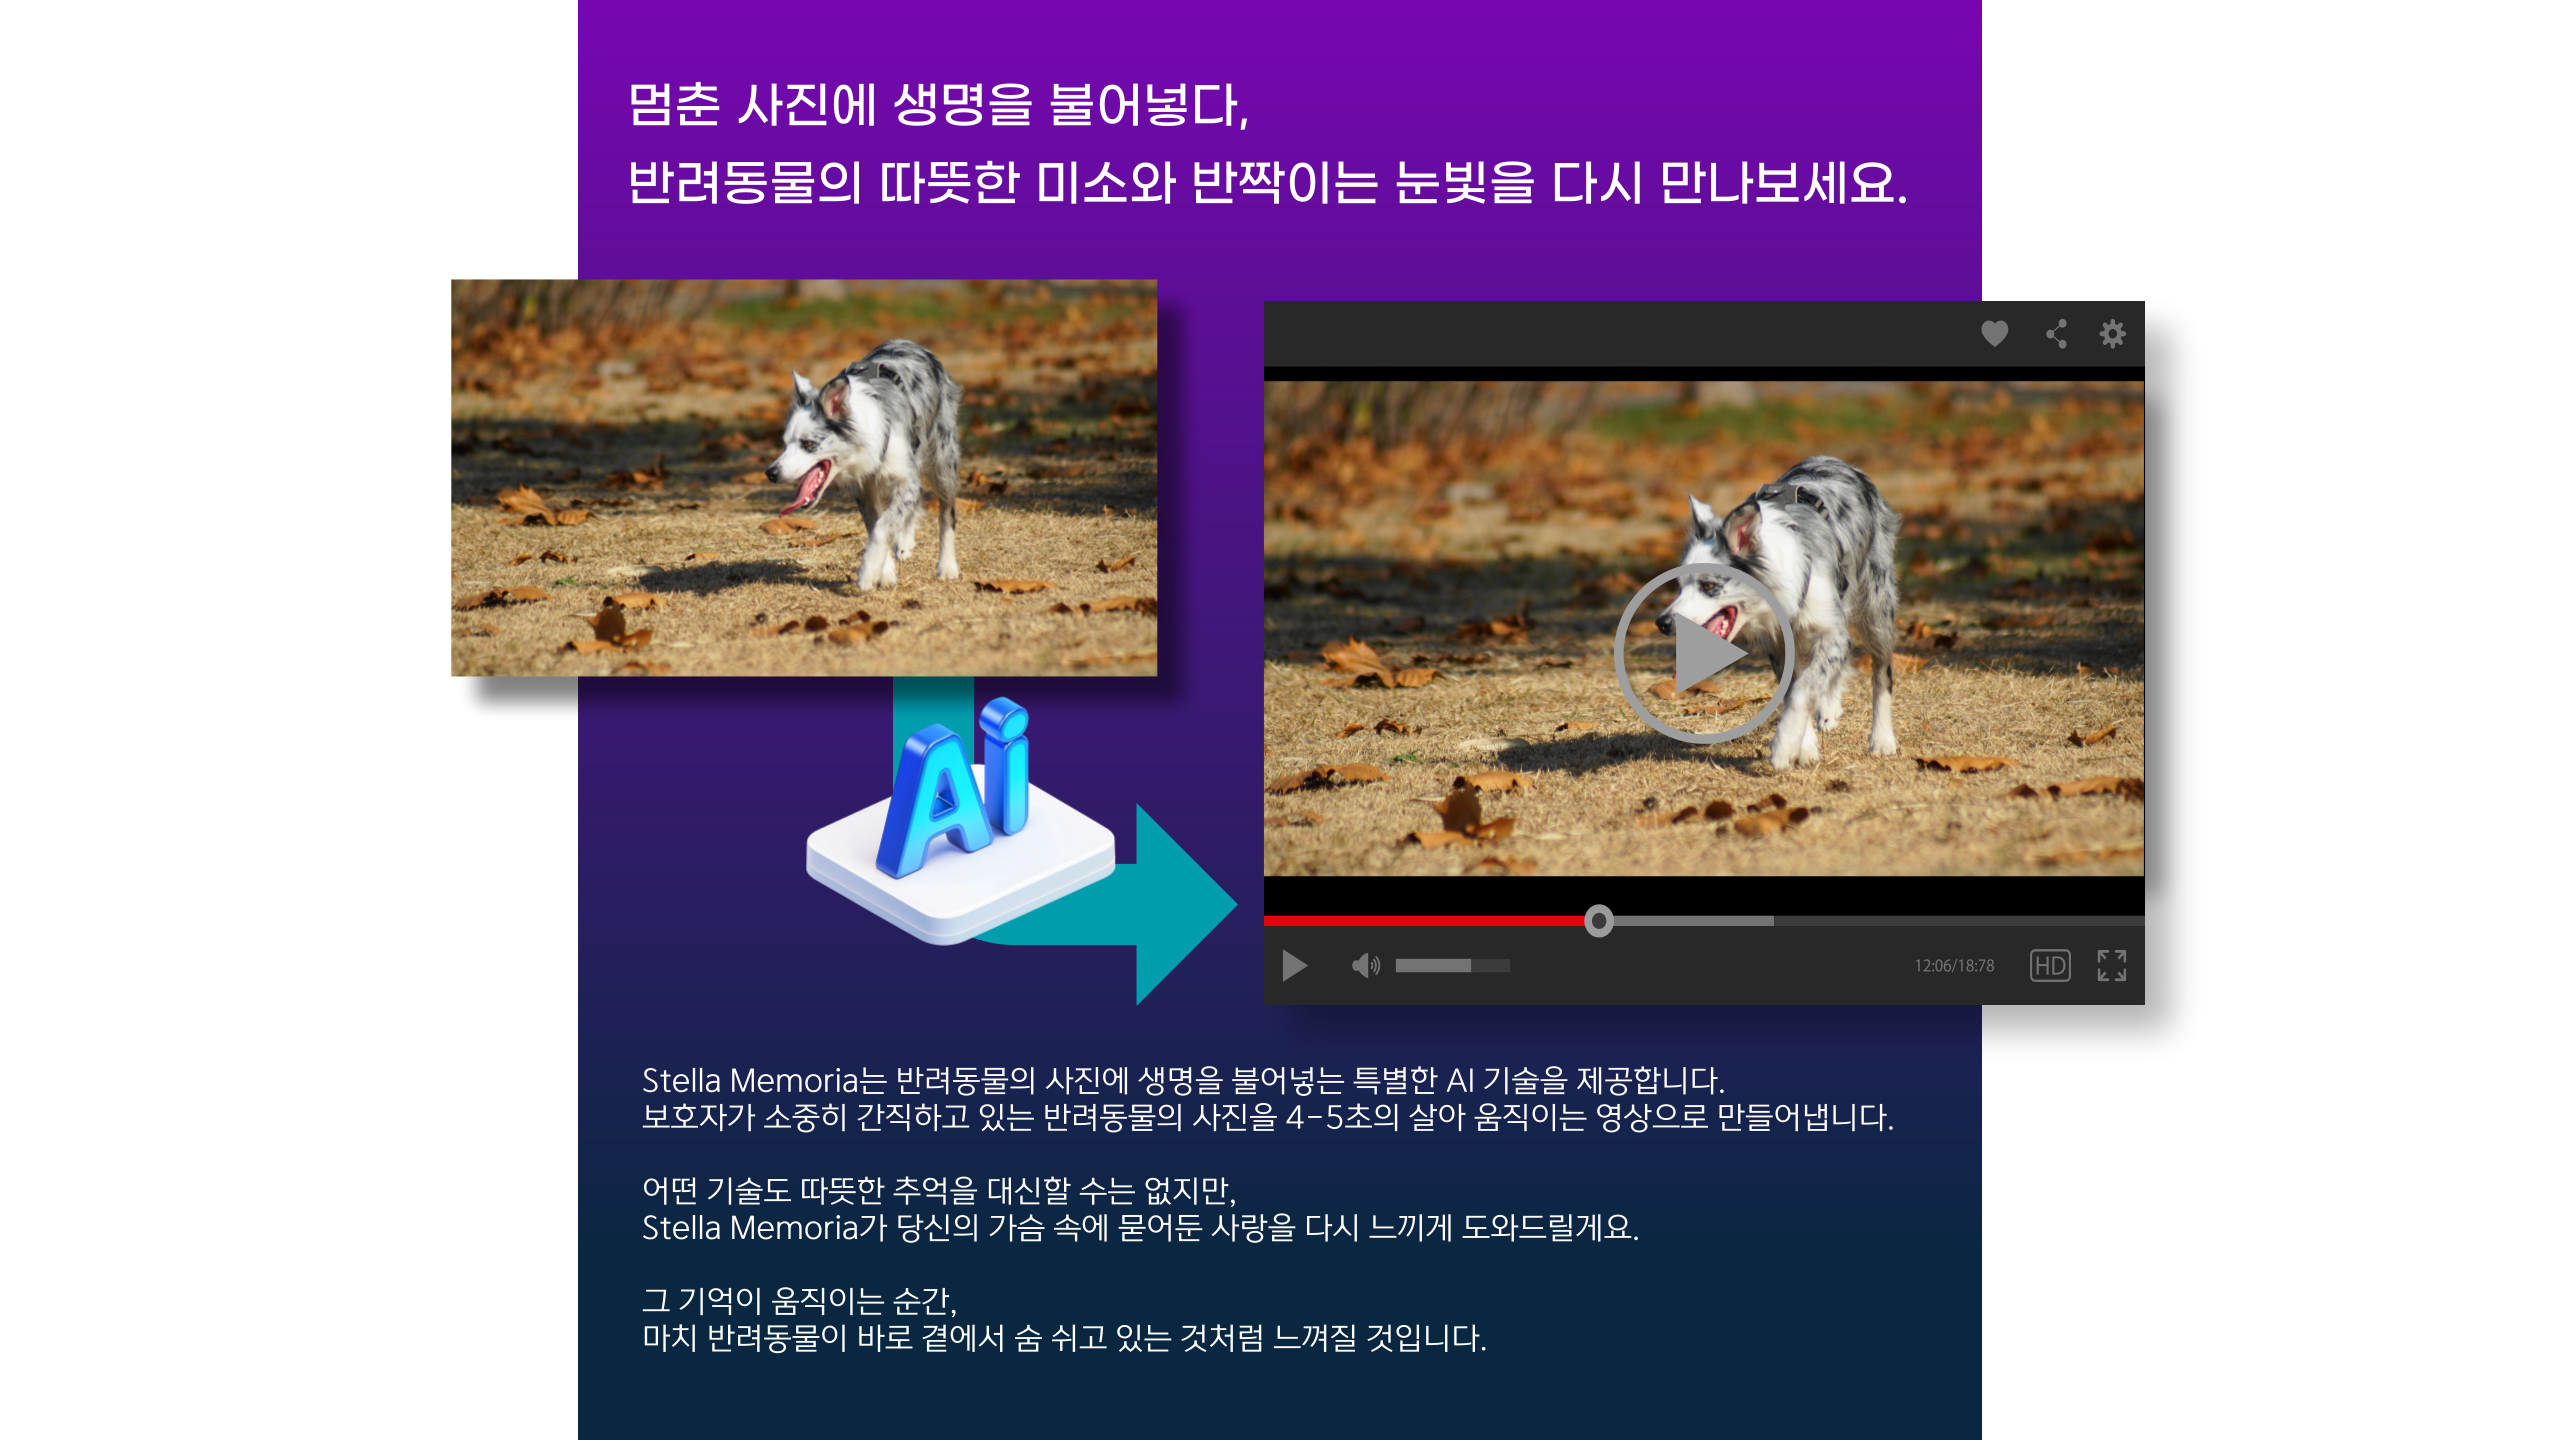 멈춘 사진에 생명을 불어넣다,
반려동물의 따뜻한 미소와 반짝이는 눈빛을 다시 만나보세요.
Ai
12:06/18:78
HD
Stella Memoria는 반려동물의 사진에 생명을 불어넣는 특별한 AI 기술을 제공합니다.
보호자가 소중히 간직하고 있는 반려동물의 사진을 4-5초의 살아 움직이는 영상으로 만들어냅니다.
어떤 기술도 따뜻한 추억을 대신할 수는 없지만,
Stella Memoria가 당신의 가슴 속에 묻어둔 사랑을 다시 느끼게 도와드릴게요.
그 기억이 움직이는 순간,
마치 반려동물이 바로 곁에서 숨 쉬고 있는 것처럼 느껴질 것입니다.